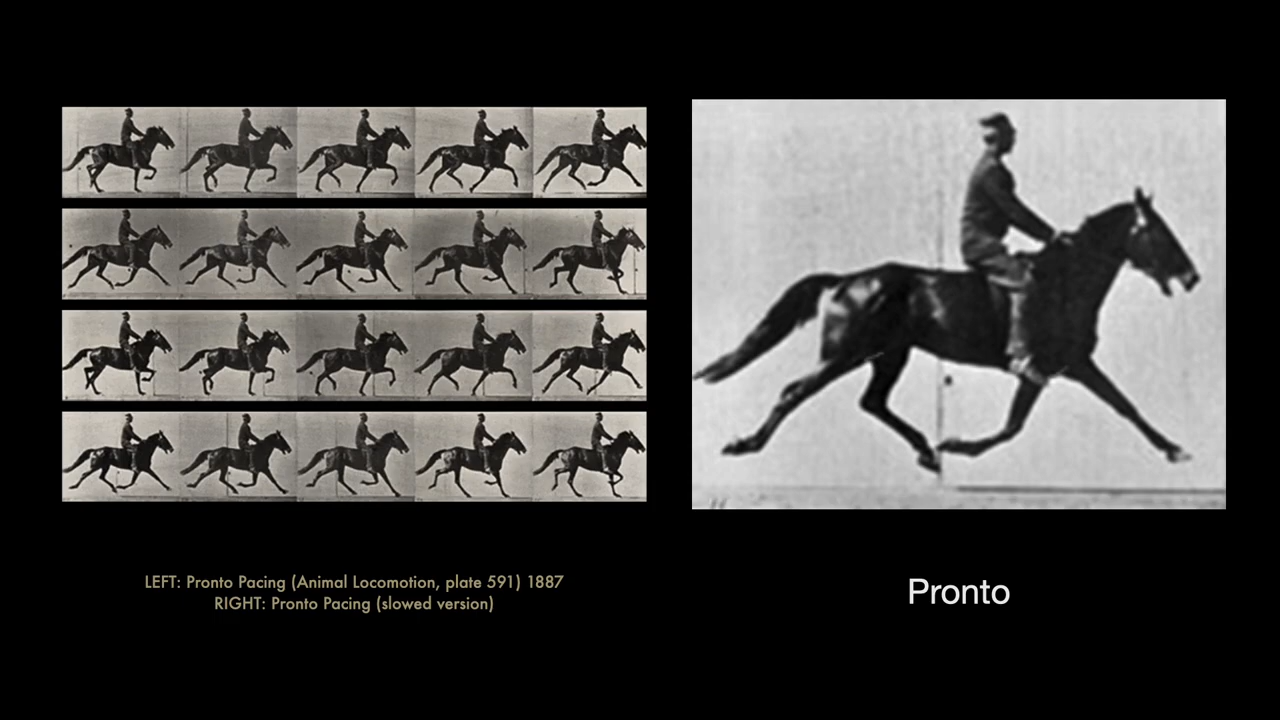 LEFT: Pronto Pacing (Animal Locomotion, plate 591) 1887
RIGHT: Pronto Pacing (slowed version)
Pronto